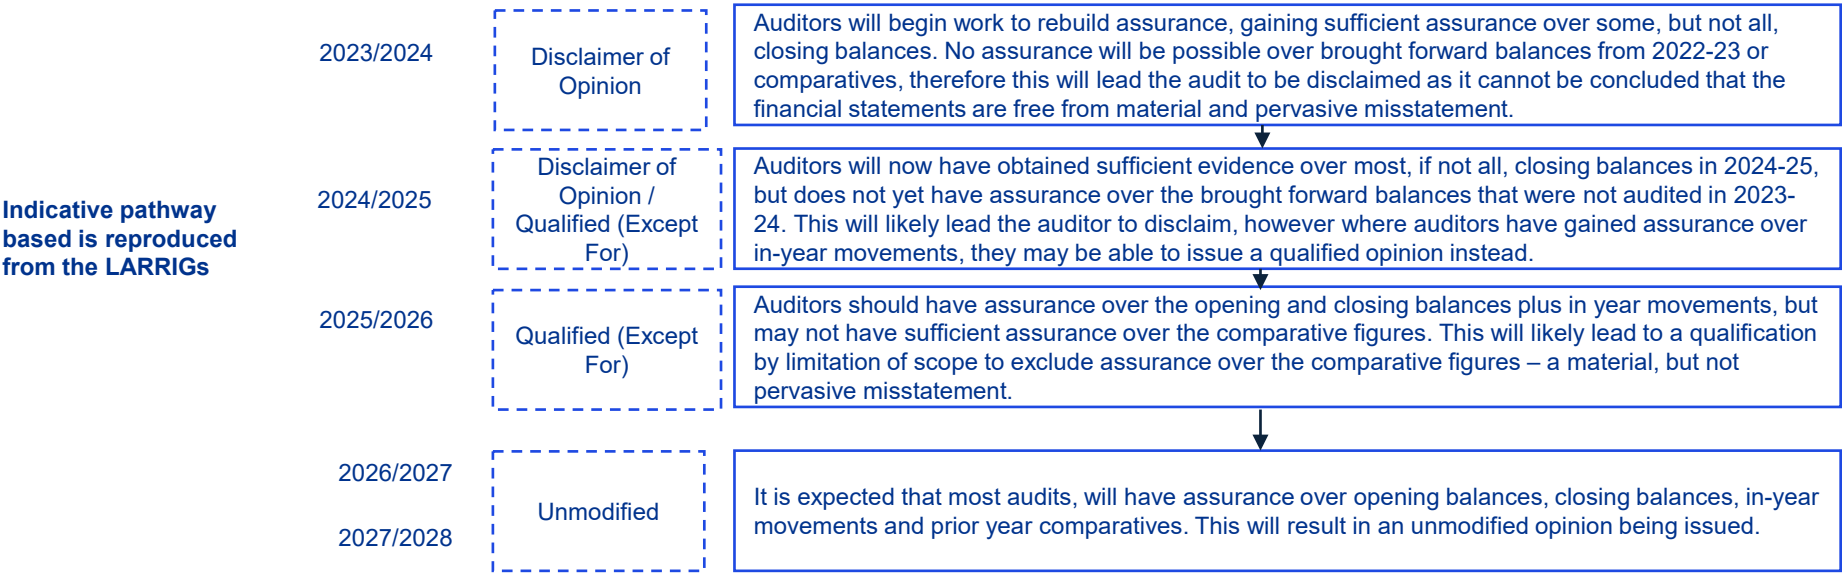 Indicative pathway
based is reproduced
from the LARRIGs
2023/2024
Disclaimer of
Opinion
Auditors will begin work to rebuild assurance, gaining sufficient assurance over some, but not all,
closing balances. No assurance will be possible over brought forward balances from 2022-23 or
comparatives, therefore this will lead the audit to be disclaimed as it cannot be concluded that the
financial statements are free from material and pervasive misstatement.
2024/2025
Disclaimer of
Opinion /
Qualified (Except
For)
Auditors will now have obtained sufficient evidence over most, if not all, closing balances in 2024-25,
but does not yet have assurance over the brought forward balances that were not audited in 2023-
24. This will likely lead the auditor to disclaim, however where auditors have gained assurance over
in-year movements, they may be able to issue a qualified opinion instead.
2025/2026
Qualified (Except
For)
Auditors should have assurance over the opening and closing balances plus in year movements, but
may not have sufficient assurance over the comparative figures. This will likely lead to a qualification
by limitation of scope to exclude assurance over the comparative figures – a material, but not
pervasive misstatement.
2026/2027
2027/2028
Unmodified
It is expected that most audits, will have assurance over opening balances, closing balances, in-year
movements and prior year comparatives. This will result in an unmodified opinion being issued.